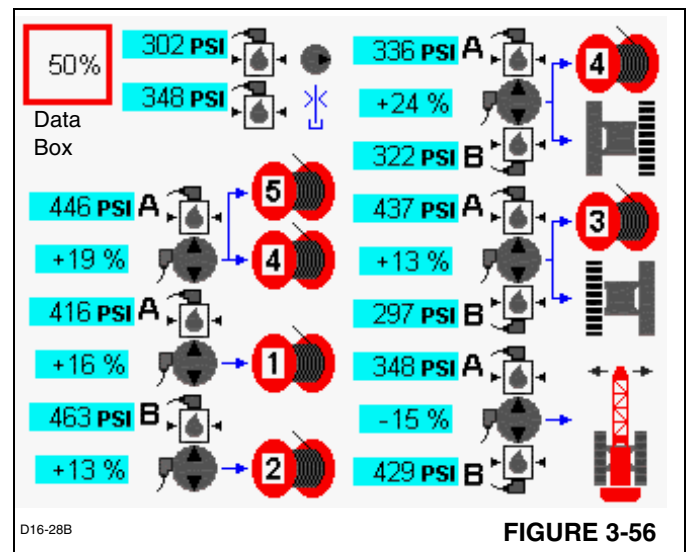 50%
Data
Box
302 PSI
348 PSI
446 PSI A
+19 %
5
4
416 PSI A
+16 %
1
463 PSI B
+13 %
2
336 PSI A
+24 %
4
322 PSI B
437 PSI A
+13 %
3
297 PSI B
348 PSI A
-15 %
429 PSI B
D16-28B
FIGURE 3-56